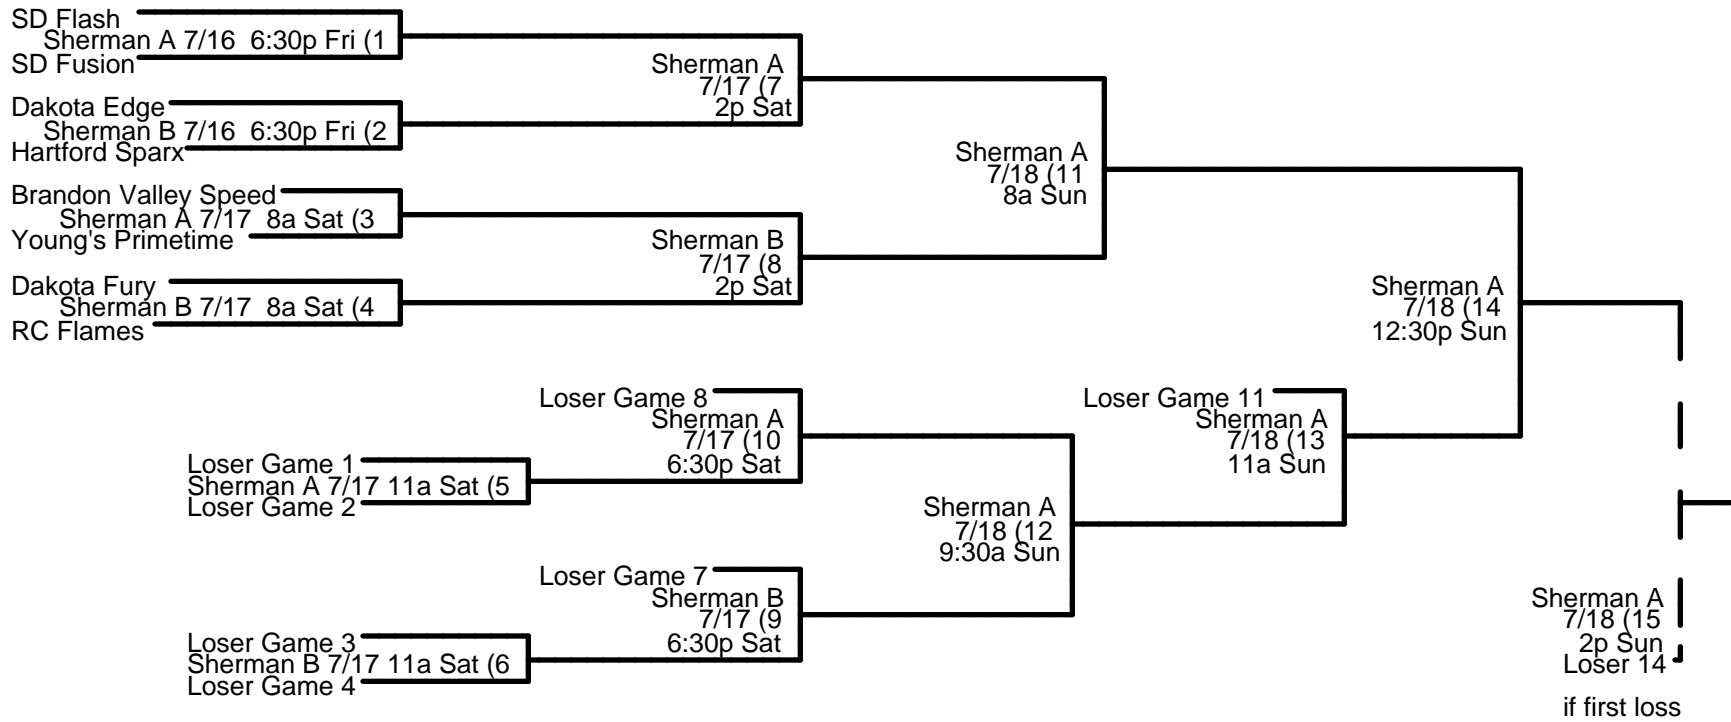 SD Flash
Sherman A 7/16  6:30p Fri (1
SD Fusion
Sherman A
7/17 (7
2p Sat
Dakota Edge
Sherman B 7/16  6:30p Fri (2
Hartford Sparx
Sherman A
7/18 (11
8a Sun
Brandon Valley Speed
Sherman A 7/17  8a Sat (3
Young's Primetime
Sherman B
7/17 (8
2p Sat
Dakota Fury
Sherman B 7/17  8a Sat (4
RC Flames
Sherman A
7/18 (14
12:30p Sun
Loser Game 8
Sherman A
7/17 (10
6:30p Sat
Loser Game 11
Sherman A
7/18 (13
11a Sun
Loser Game 1
Sherman A 7/17 11a Sat (5
Loser Game 2
Sherman A
7/18 (12
9:30a Sun
Loser Game 7
Sherman B
7/17 (9
6:30p Sat
Loser Game 3
Sherman B 7/17 11a Sat (6
Loser Game 4
Sherman A
7/18 (15
2p Sun
Loser 14
if first loss